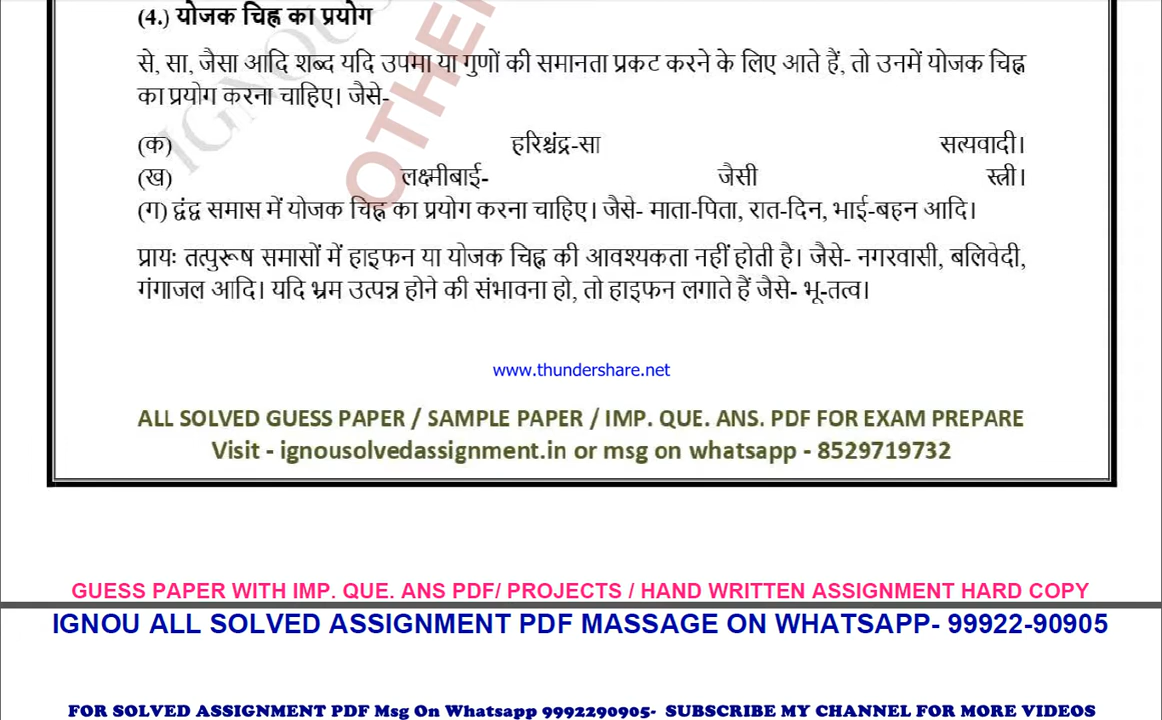 (4.) योजक चिह्न का प्रयोग
से, सा, जैसा आदि शब्द यदि उपमा या गुणों की समानता प्रकट करने के लिए आते हैं, तो उनमें योजक चिह्न
का प्रयोग करना चाहिए। जैसे-
(क) हरिश्चंद्र-सा सत्यवादी।
(ख) लक्ष्मीबाई- जैसी स्त्री।
(ग) द्वंद्व समास में योजक चिह्न का प्रयोग करना चाहिए। जैसे- माता-पिता, रात-दिन, भाई-बहन आदि।
प्रायः तत्पुरूष समासों में हाइफन या योजक चिह्न की आवश्यकता नहीं होती है। जैसे- नगरवासी, बलिवेदी,
गंगाजल आदि। यदि भ्रम उत्पन्न होने की संभावना हो, तो हाइफन लगाते हैं जैसे- भू-तत्व।
IGNOU
OTHE
www.thundershare.net
ALL SOLVED GUESS PAPER / SAMPLE PAPER / IMP. QUE. ANS. PDF FOR EXAM PREPARE
Visit - ignousolvedassignment.in or msg on whatsapp - 8529719732
GUESS PAPER WITH IMP. QUE. ANS PDF/ PROJECTS / HAND WRITTEN ASSIGNMENT HARD COPY
IGNOU ALL SOLVED ASSIGNMENT PDF MASSAGE ON WHATSAPP- 99922-90905
FOR SOLVED ASSIGNMENT PDF Msg On Whatsapp 9992290905- SUBSCRIBE MY CHANNEL FOR MORE VIDEOS